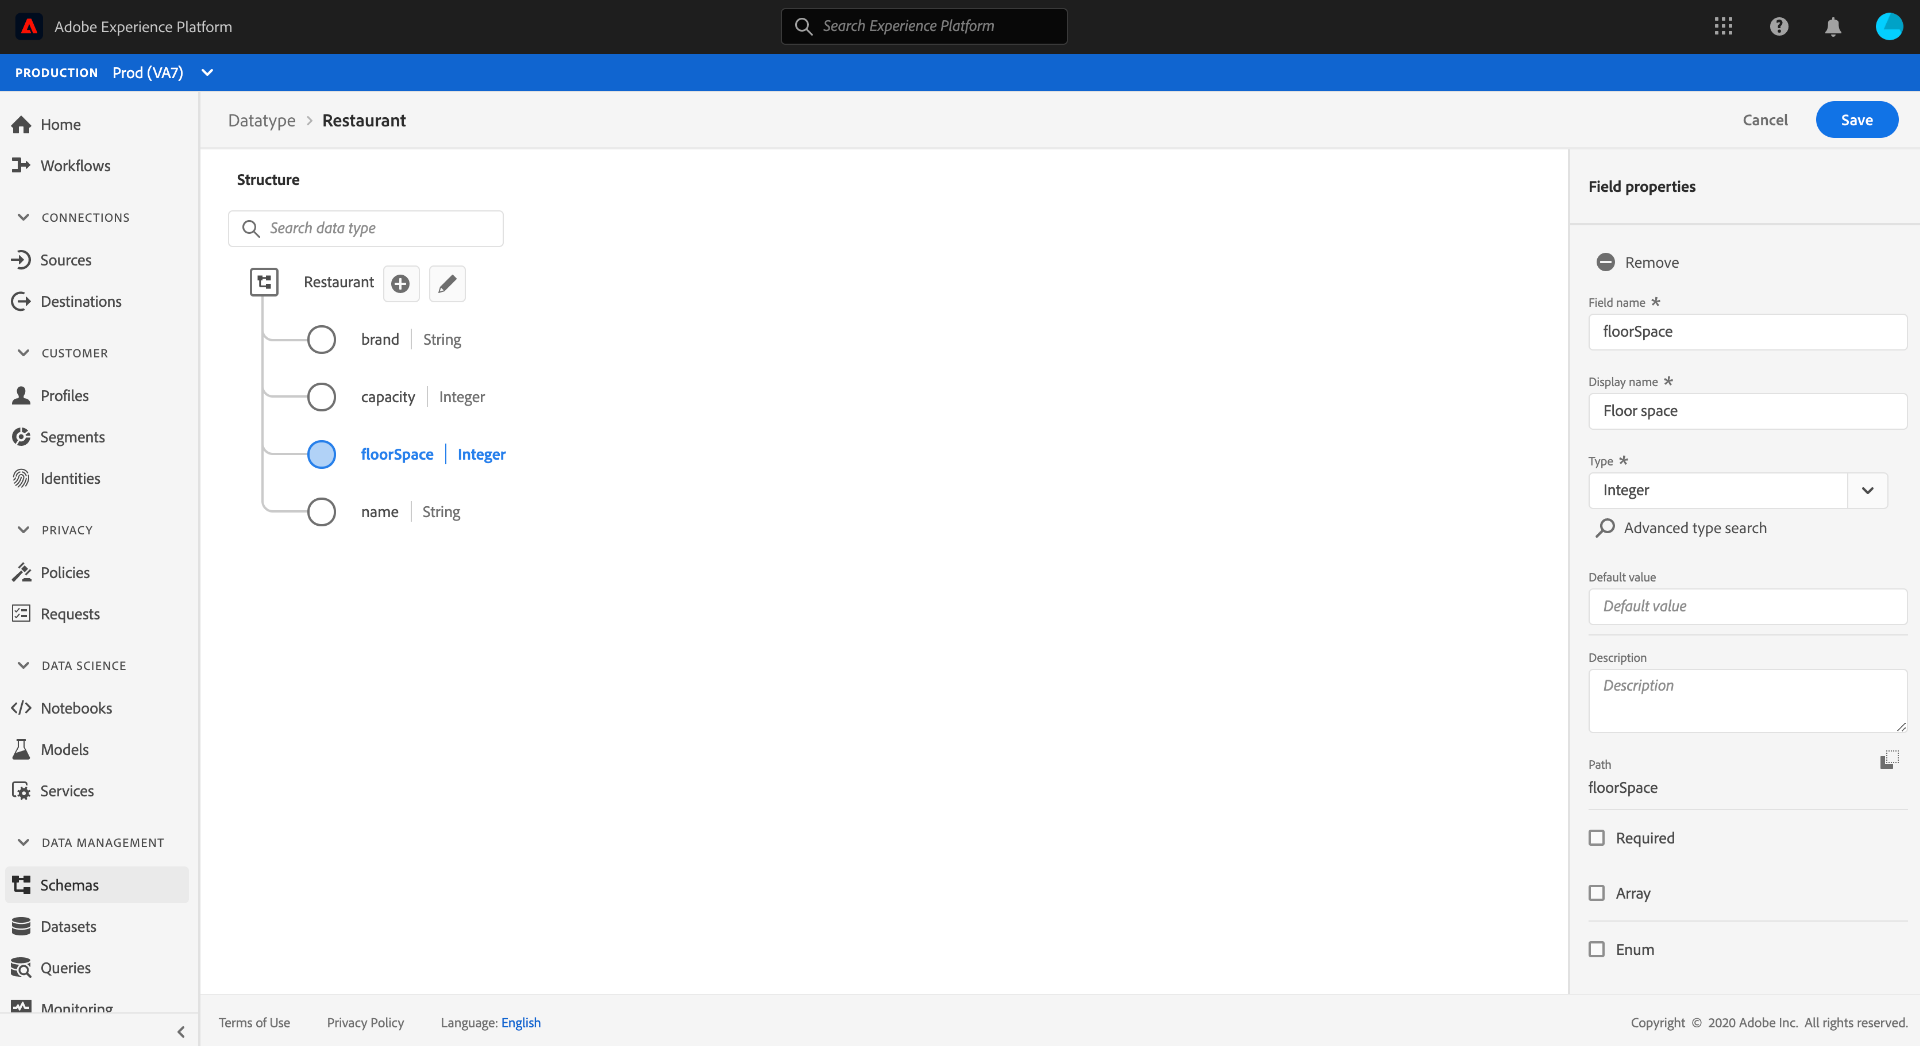 Adobe Experience Platform
Search Experience Platform
PRODUCTION Prod (VA7)
Home
Workflows
CONNECTIONS
Sources
Destinations
CUSTOMER
Profiles
Segments
Identities
PRIVACY
Policies
Requests
DATA SCIENCE
Notebooks
Models
Services
DATA MANAGEMENT
Schemas
Datasets
Queries
Monitoring
Datatype > Restaurant
Cancel
Save
Structure
Search data type
Restaurant
brand | String
capacity | Integer
floorSpace | Integer
name | String
Field properties
Remove
Field name *
floorSpace
Display name *
Floor space
Type *
Integer
Advanced type search
Default value
Default value
Description
Description
Path
floorSpace
Required
Array
Enum
Terms of Use Privacy Policy Language: English
Copyright © 2020 Adobe Inc. All rights reserved.